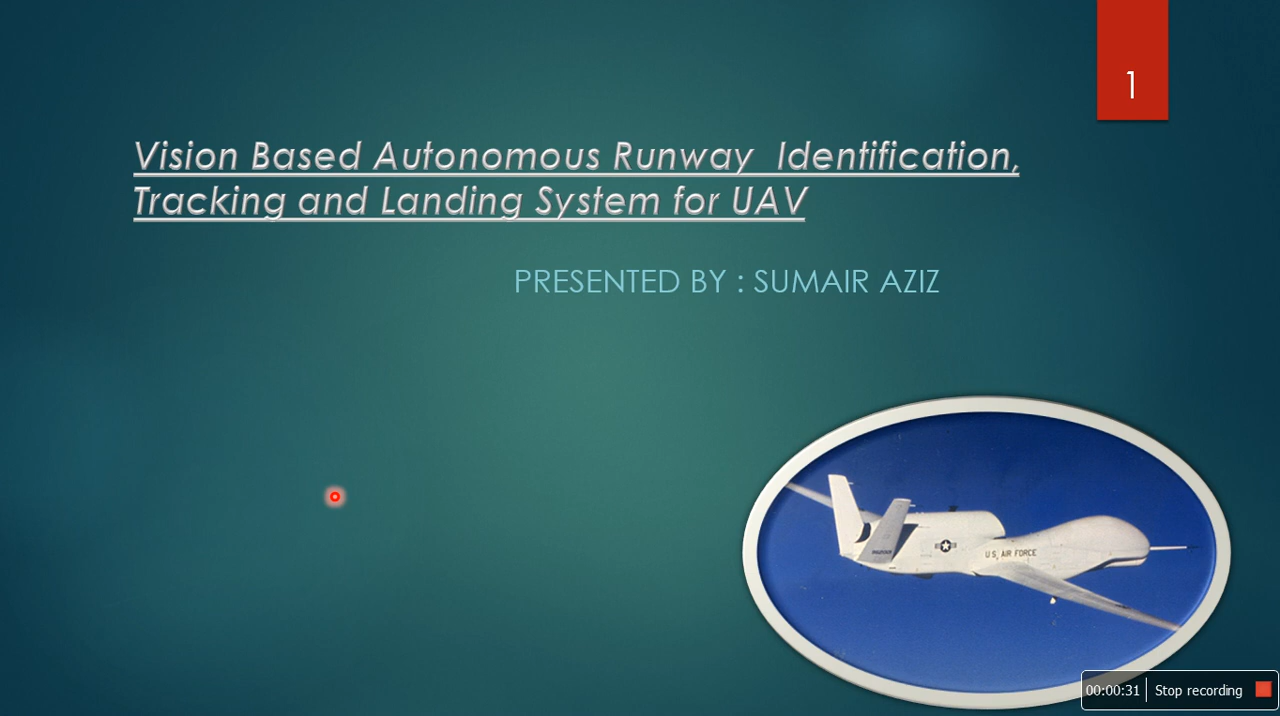 1
Vision Based Autonomous Runway  Identification,
Tracking and Landing System for UAV
PRESENTED BY : SUMAIR AZIZ
U.S. AIR FORCE
00:00:31 Stop recording